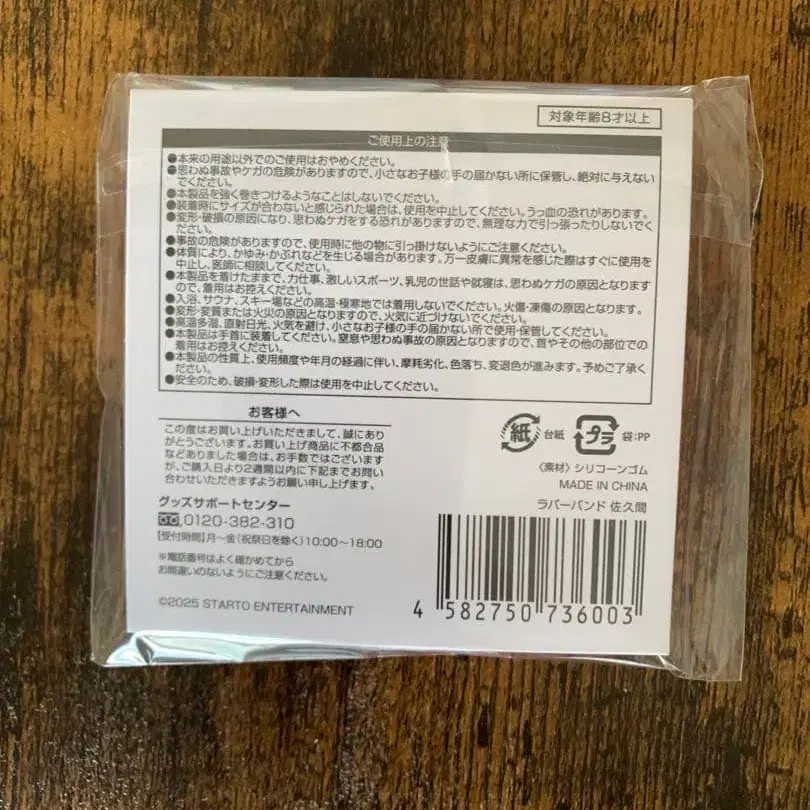 対象年齢8才以上
ご使用上の注意
●本来の用途以外でのご使用はおやめください。
●思わぬ事故やケガの危険がありますので、小さなお子様の手の届かない所に保管し、絶対に与えない
でください。
●本製品を強く巻きつけるようなことはしないでください。
●装着時にサイズが合わないと感じられた場合は、使用を中止してください。うっ血の恐れがあります。
●変形・破損の原因になり、思わぬケガをする恐れがありますので、無理な力で引っ張ったりしないでく
ださい。
●事故の危険がありますので、使用時に他の物に引っ掛けないようにご注意ください。
●体質により、かゆみ・かぶれなどを生じる場合があります。万一皮膚に異常を感じた際はすぐに使用を
中止し、医師に相談してください。
●本製品を着けたままで、力仕事、激しいスポーツ、乳児の世話や就寝は、思わぬケガの原因となります
ので、着用はお控えください。
●入浴、サウナ、スキー場などの高温・極寒地では着用しないでください。火傷・凍傷の原因となります。
●変形・変質または火災の原因となりますので、火気に近づけないでください。
●高温多湿、直射日光、火気を避け、小さなお子様の手の届かない所で使用・保管してください。
●本製品は手首に装着してください。窒息や思わぬ事故の原因となりますので、首やその他の部位での
着用はお控えください。
●本製品の性質上、使用頻度や年月の経過に伴い、摩耗劣化、色落ち、変退色が進みます。予めご了承く
ださい。
●安全のため、破損・変形した際は使用を中止してください。
お客様へ
この度はお買い上げいただきまして、誠にあり
がとうございます。お買い上げ商品に不都合品
などありました場合は、お手数ではございます
が、ご購入日より2週間以内に下記までお問い
合わせいただきますようお願い申し上げます。
グッズサポートセンター
0120-382-310
【受付時間】月〜金(祝祭日を除く)10:00〜18:00
※電話番号はよく確かめてから
お間違いのないようにご注意ください。
©2025 STARTO ENTERTAINMENT
紙 台紙 プラ 袋:PP
〈素材〉シリコーンゴム
MADE IN CHINA
ラバーバンド 佐久間
4 582750 736003